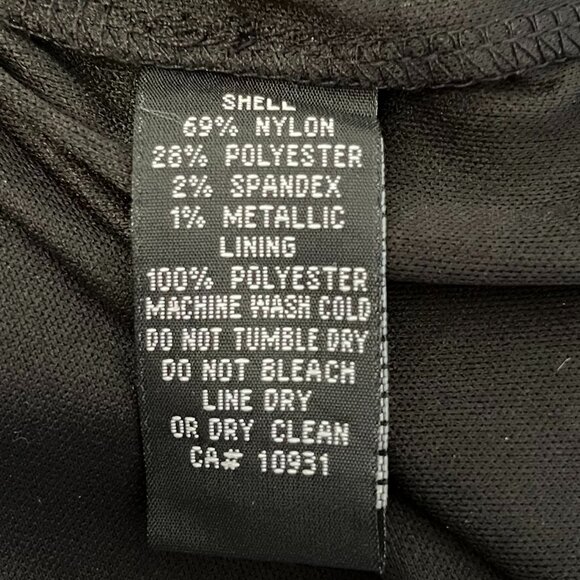 SHELL
69% NYLON
28% POLYESTER
2% SPANDEX
1% METALLIC
LINING
100% POLYESTER
MACHINE WASH COLD
DO NOT TUMBLE DRY
DO NOT BLEACH
LINE DRY
OR DRY CLEAN
CA# 10931